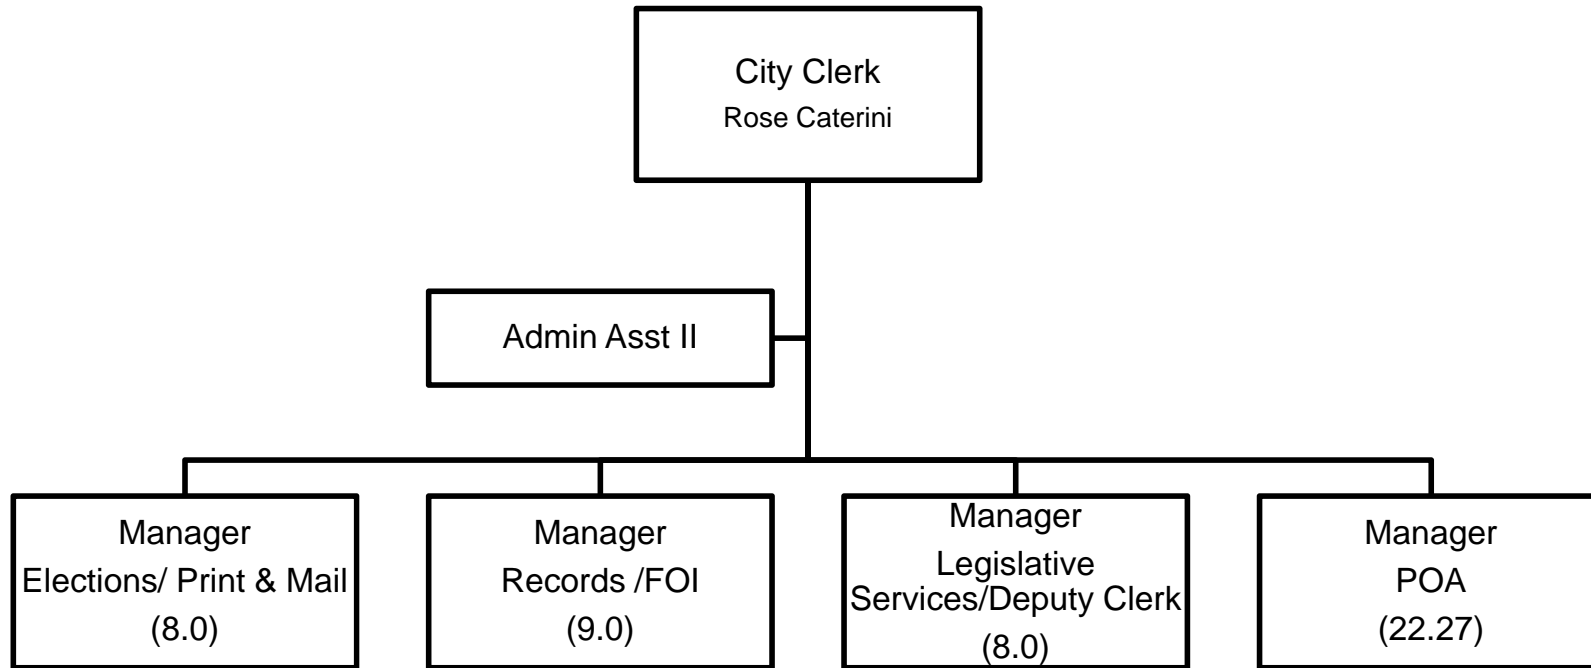 City Clerk
Rose Caterini
Admin Asst II
Manager
Elections/ Print & Mail
(8.0)
Manager
Records /FOI
(9.0)
Manager
Legislative
Services/Deputy Clerk
(8.0)
Manager
POA
(22.27)